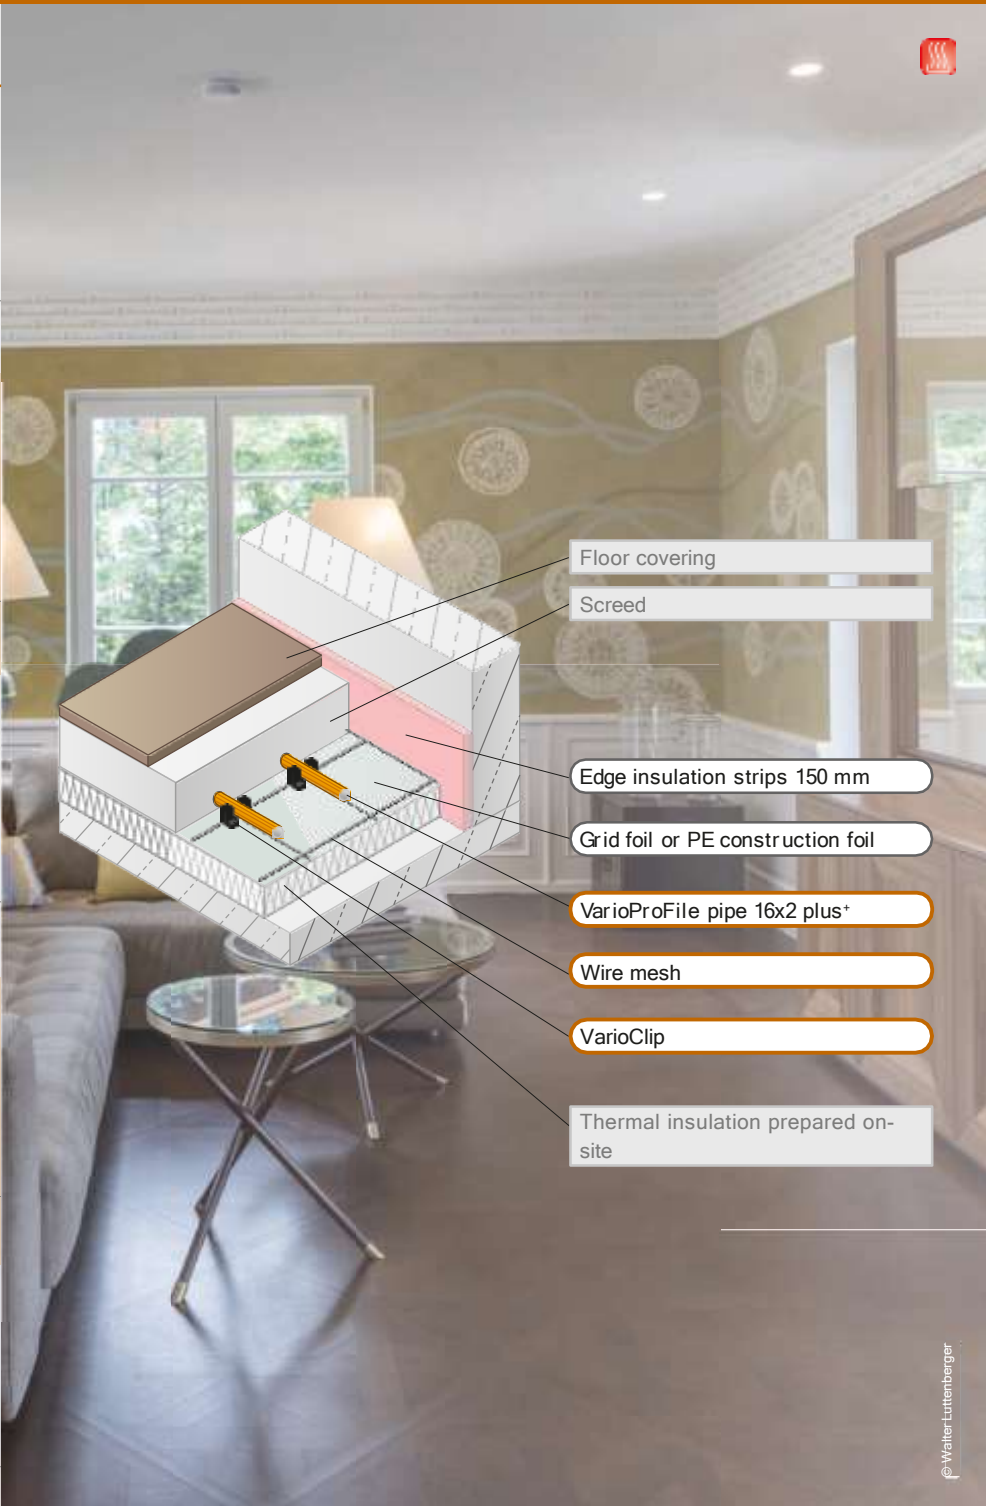 Floor covering
Screed
Edge insulation strips 150 mm
Grid foil or PE construction foil
VarioProFile pipe 16x2 plus⁺
Wire mesh
VarioClip
Thermal insulation prepared on-
site
© Walter Luttenberger